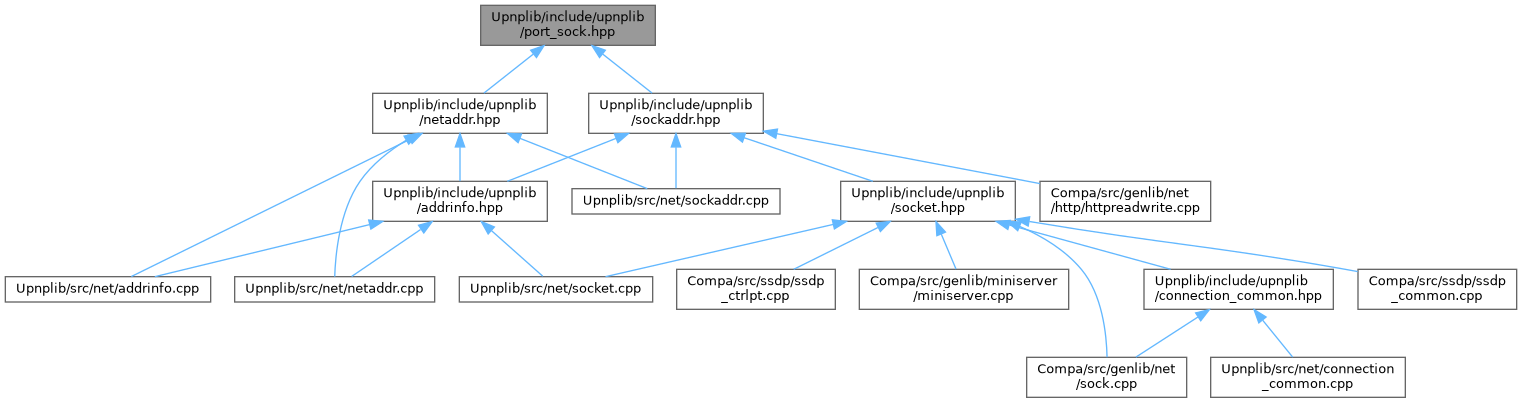 Upnplib/include/upnplib
/port_sock.hpp
Upnplib/include/upnplib
/netaddr.hpp
Upnplib/include/upnplib
/sockaddr.hpp
Upnplib/include/upnplib
/addrinfo.hpp
Upnplib/src/net/sockaddr.cpp
Upnplib/include/upnplib
/socket.hpp
Compa/src/genlib/net
/http/httpreadwrite.cpp
Upnplib/src/net/addrinfo.cpp
Upnplib/src/net/netaddr.cpp
Upnplib/src/net/socket.cpp
Compa/src/ssdp/ssdp
_ctrlpt.cpp
Compa/src/genlib/miniserver
/miniserver.cpp
Upnplib/include/upnplib
/connection_common.hpp
Compa/src/ssdp/ssdp
_common.cpp
Compa/src/genlib/net
/sock.cpp
Upnplib/src/net/connection
_common.cpp